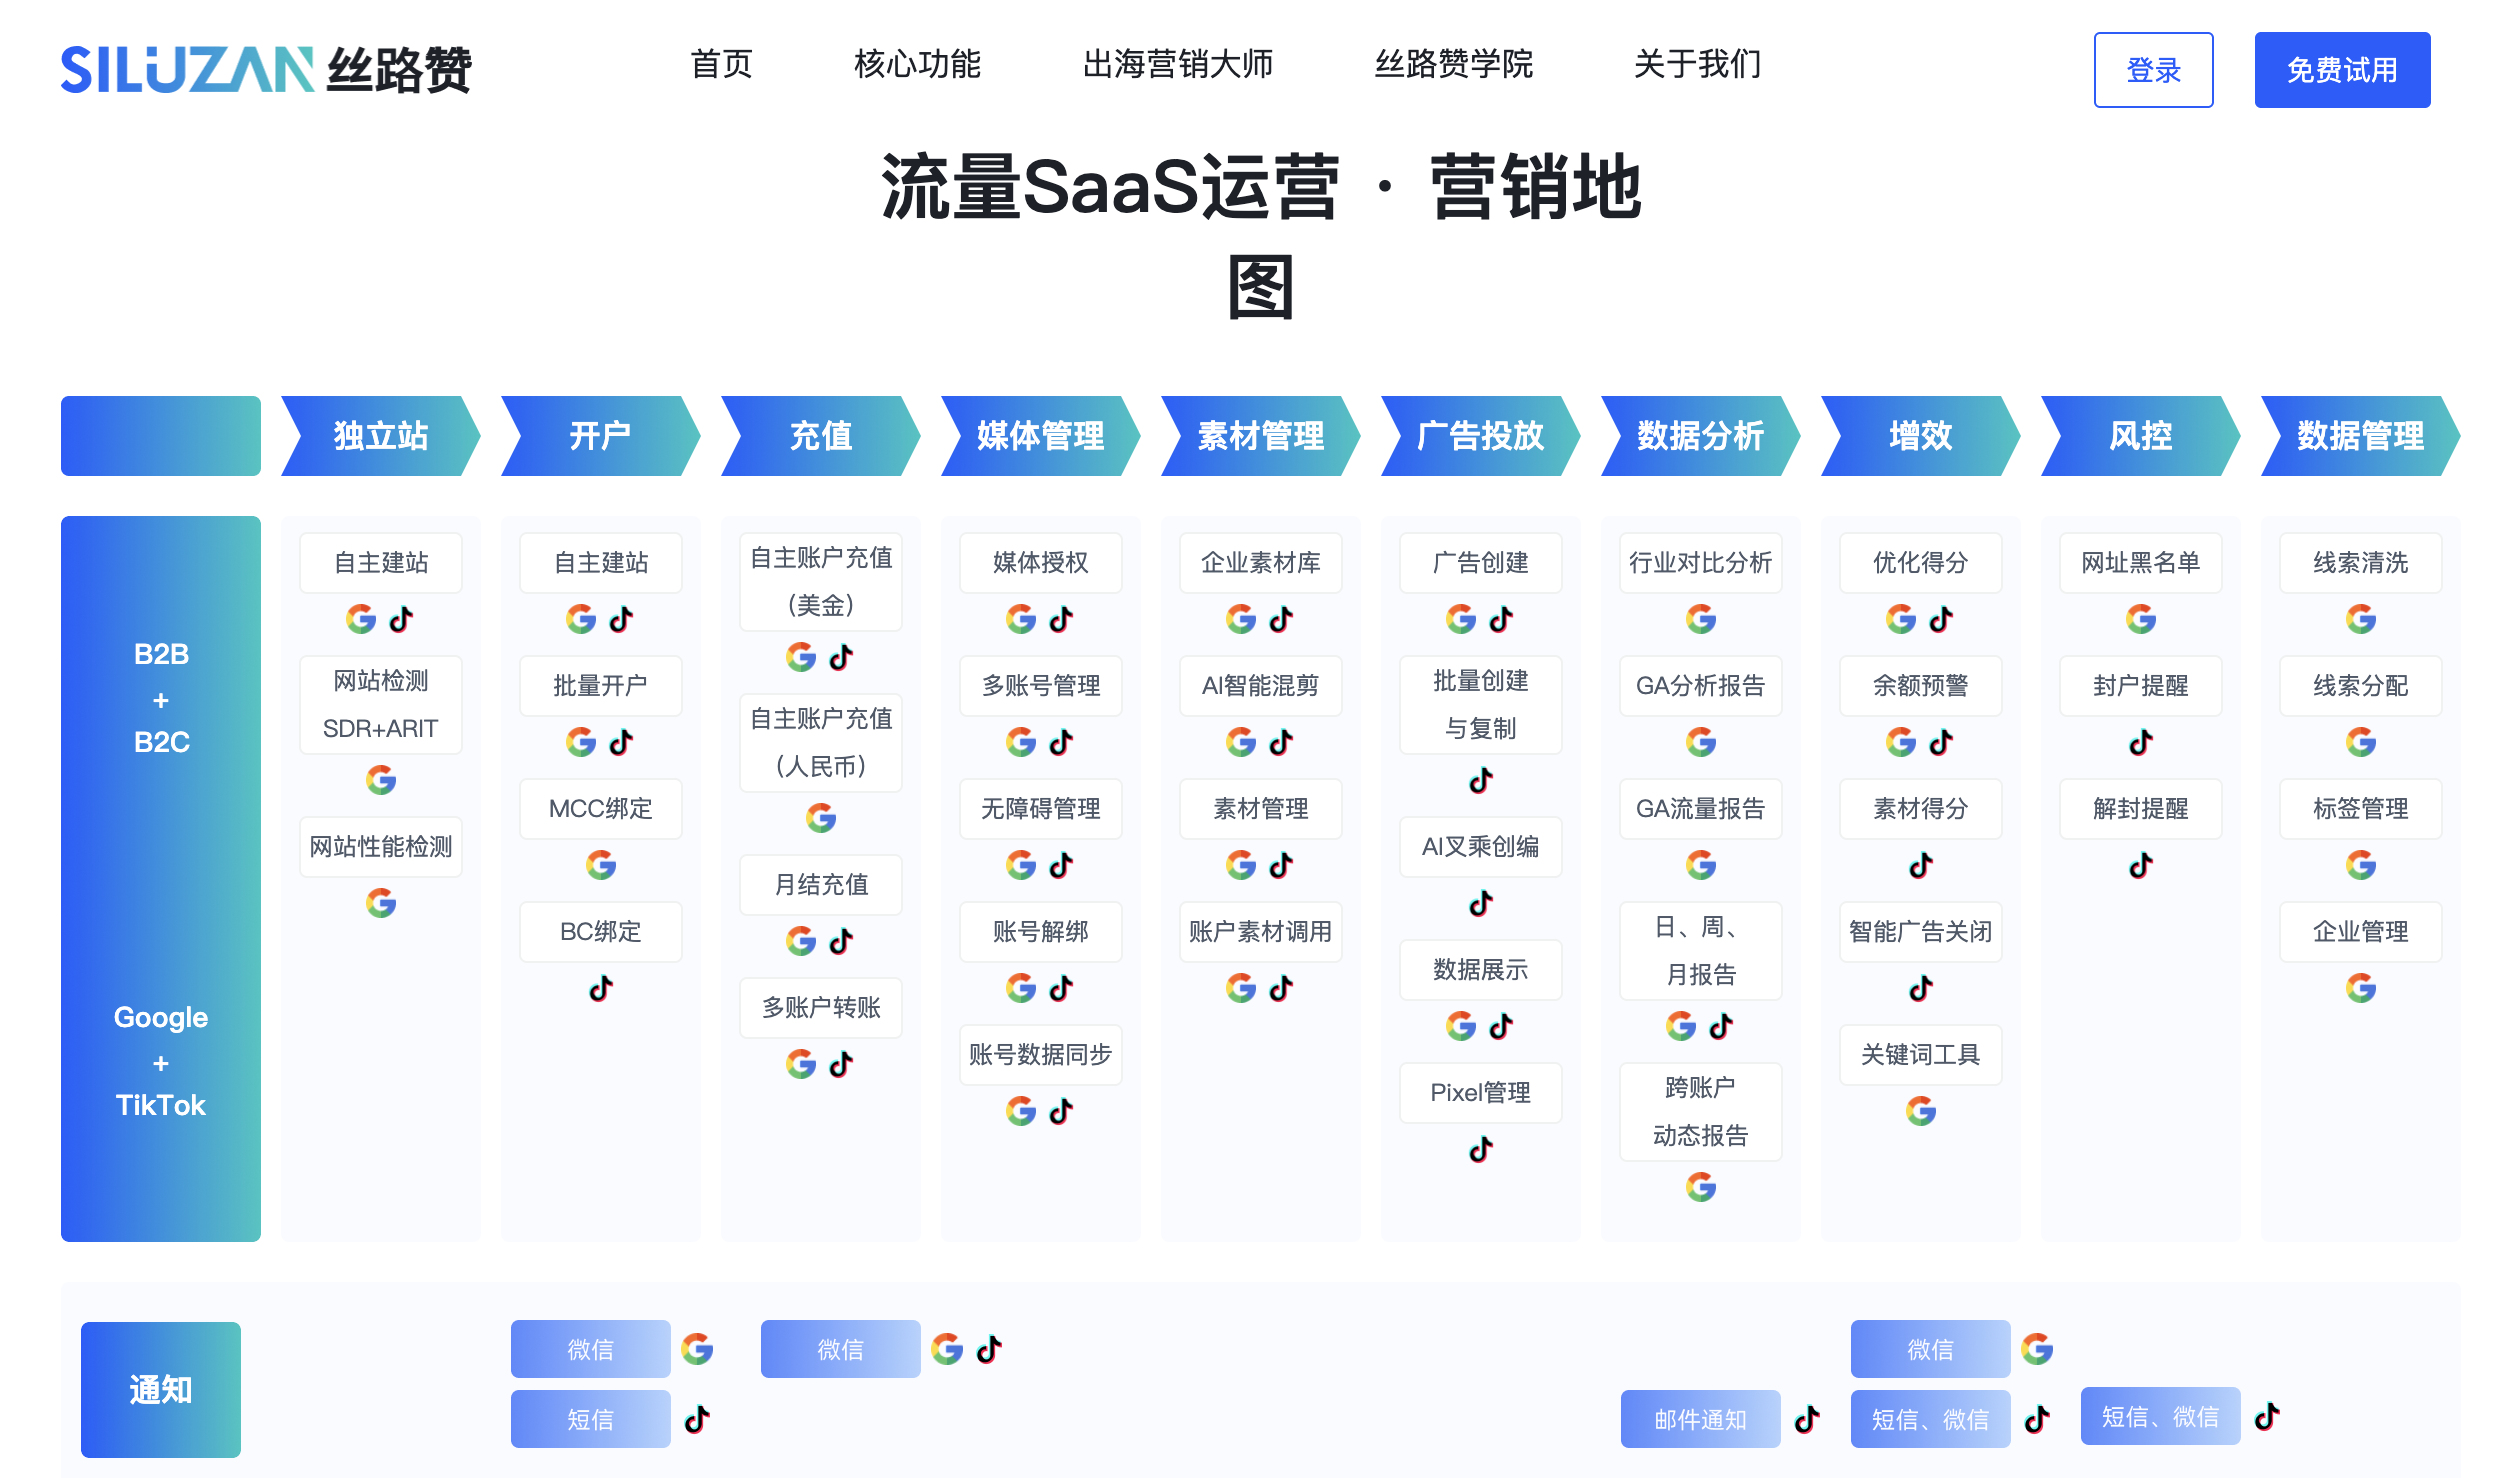 SILUZAN 丝路赞
首页
核心功能
出海营销大师
丝路赞学院
关于我们
登录
免费试用
流量SaaS运营 · 营销地
图
独立站
开户
充值
媒体管理
素材管理
广告投放
数据分析
增效
风控
数据管理
B2B
+
B2C
Google
+
TikTok
自主建站
网站检测
SDR+ARIT
网站性能检测
自主建站
批量开户
MCC绑定
BC绑定
自主账户充值
（美金）
自主账户充值
（人民币）
月结充值
多账户转账
媒体授权
多账号管理
无障碍管理
账号解绑
账号数据同步
企业素材库
AI智能混剪
素材管理
账户素材调用
广告创建
批量创建
与复制
AI叉乘创编
数据展示
Pixel管理
行业对比分析
GA分析报告
GA流量报告
日、周、
月报告
跨账户
动态报告
优化得分
余额预警
素材得分
智能广告关闭
关键词工具
网址黑名单
封户提醒
解封提醒
线索清洗
线索分配
标签管理
企业管理
通知
微信
短信
微信
邮件通知
微信
短信、微信
短信、微信